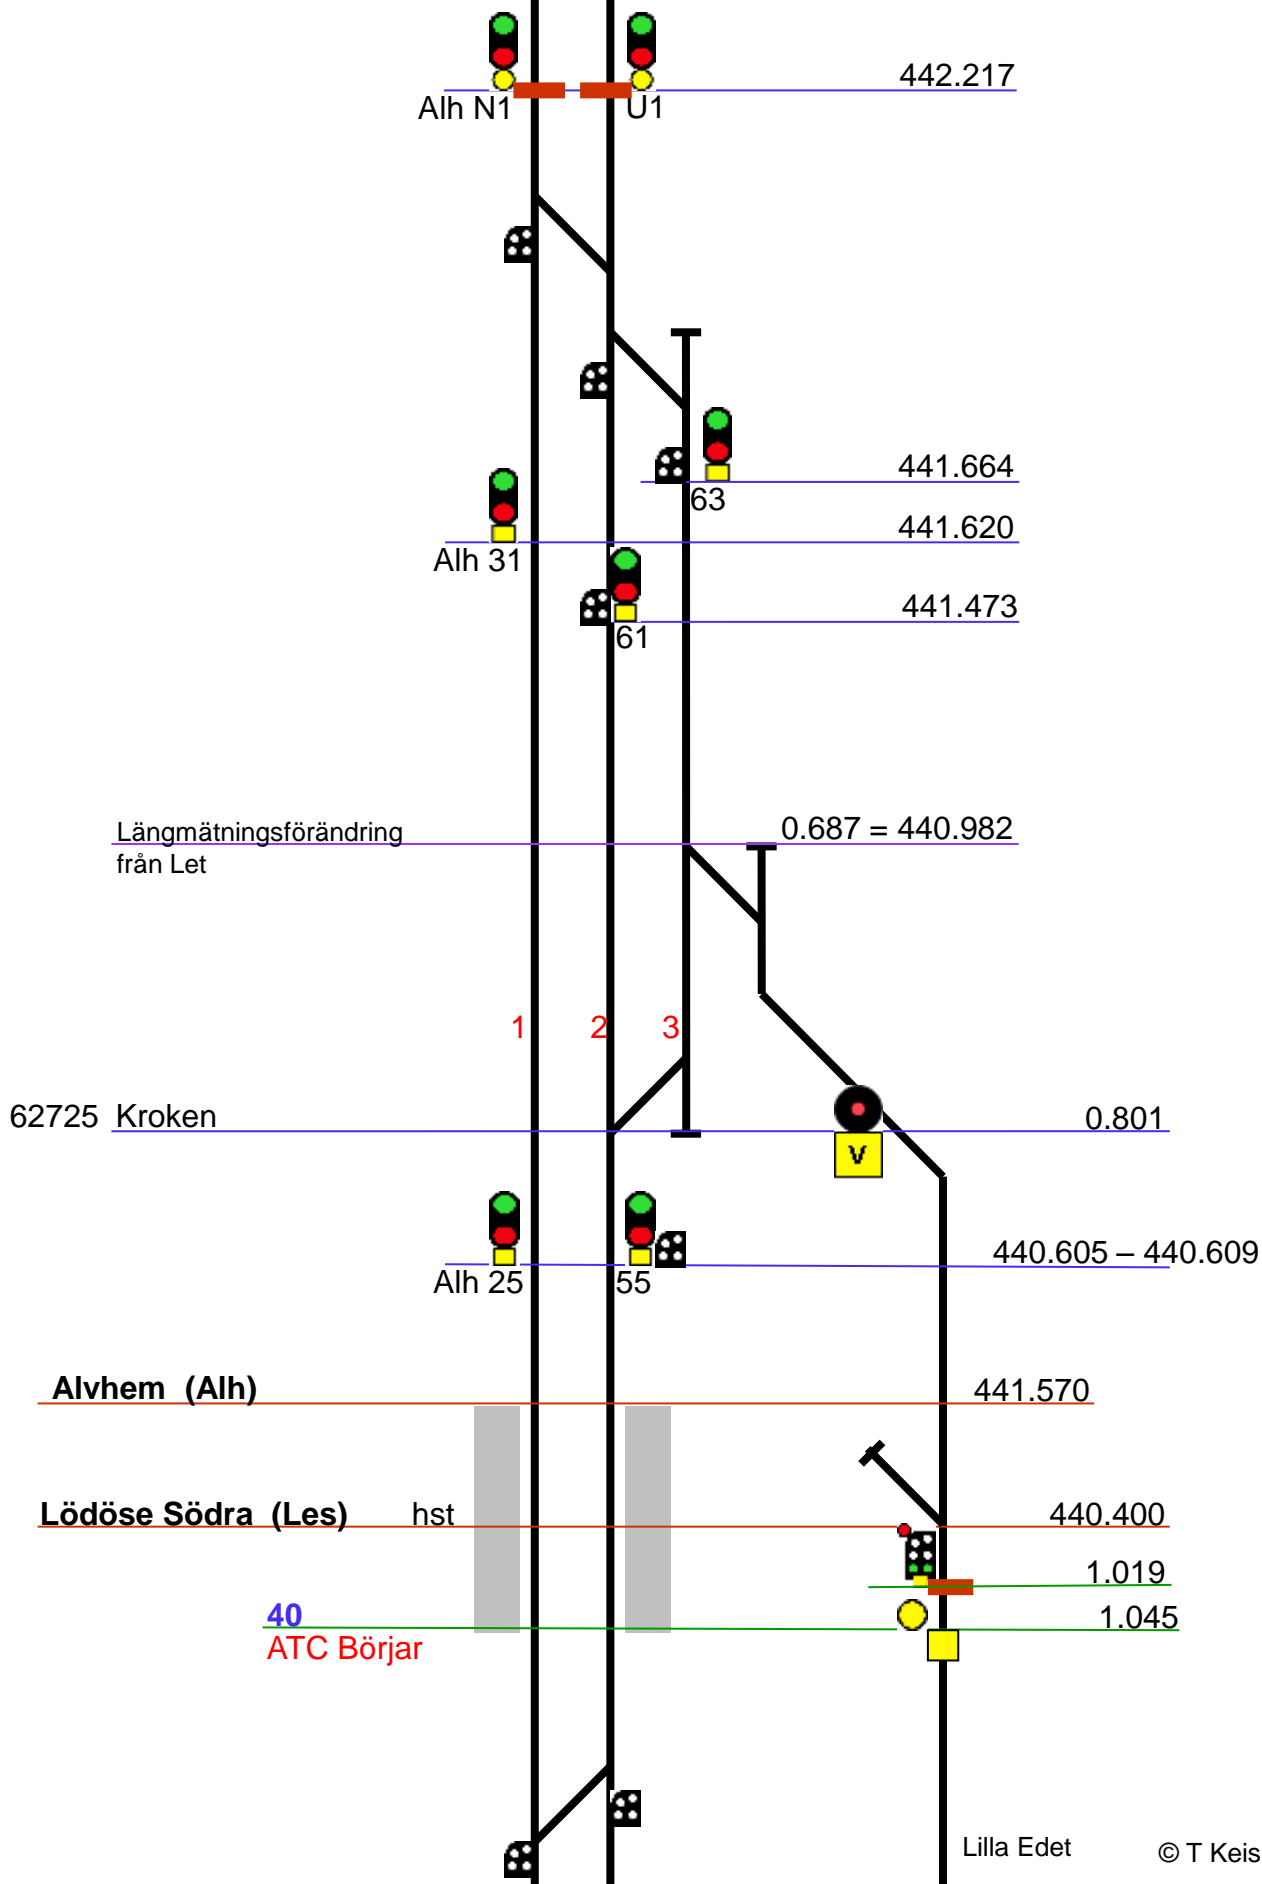 442.217
Alh N1
U1
441.664
63
441.620
Alh 31
441.473
61
Längmätningsförändring
från Let
0.687 = 440.982
1 2 3
62725 Kroken
0.801
V
440.605 – 440.609
Alh 25
55
Alvhem (Alh)
441.570
Lödöse Södra (Les) hst
440.400
1.019
40
1.045
ATC Börjar
Lilla Edet
© T Keis